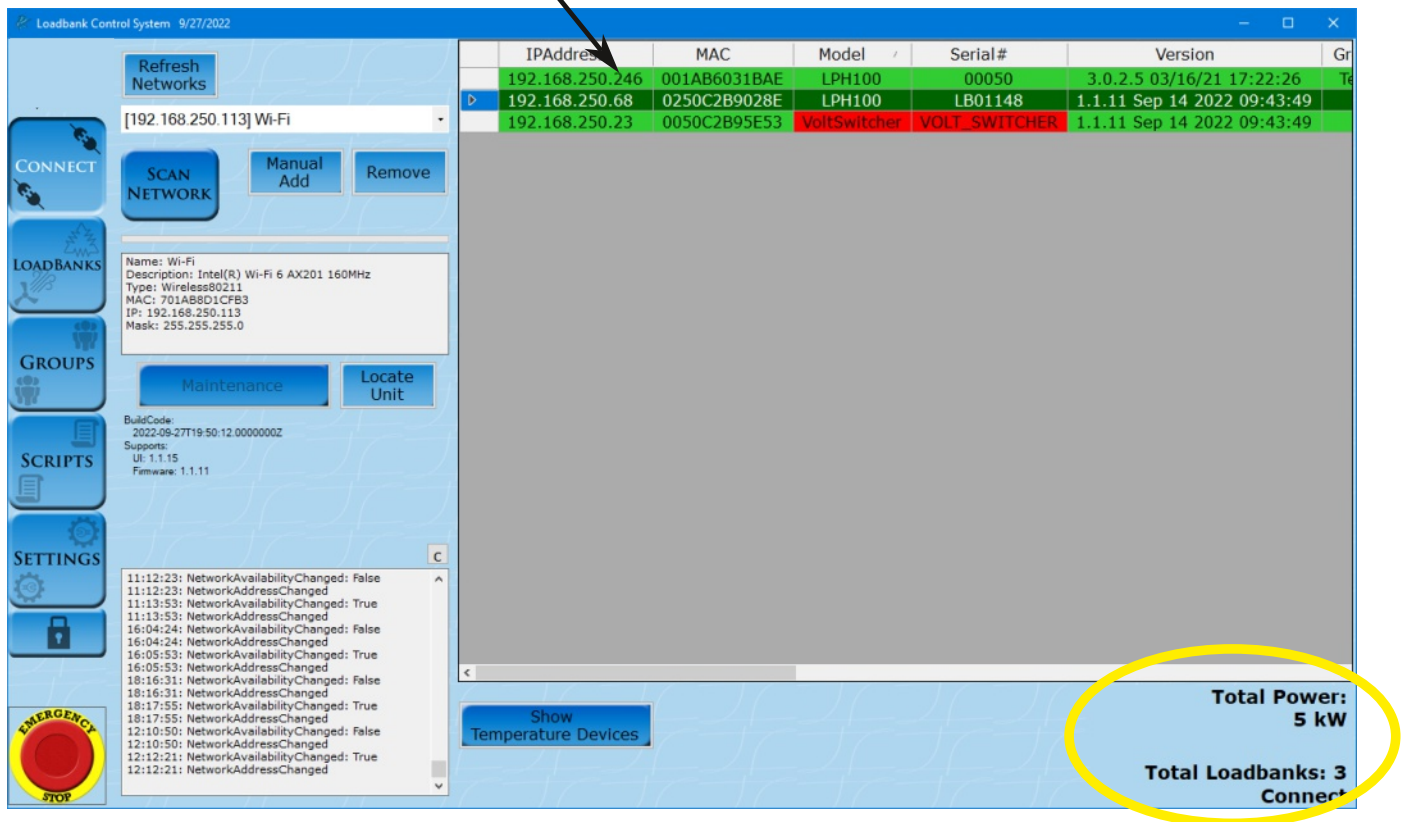 Loadbank Control System 9/27/2022
Refresh
Networks
[192.168.250.113] Wi-Fi
SCAN
NETWORK
Manual
Add
Remove
Name: Wi-Fi
Description: Intel(R) Wi-Fi 6 AX201 160MHz
Type: Wireless80211
MAC: 701AB8D1CFB3
IP: 192.168.250.113
Mask: 255.255.255.0
Maintenance
Locate
Unit
BuildCode:
2022-09-27T19:50:12.0000000Z
Supports:
UI: 1.1.15
Firmware: 1.1.11
C
11:12:23: NetworkAvailabilityChanged: False
11:12:23: NetworkAddressChanged
11:13:53: NetworkAvailabilityChanged: True
11:13:53: NetworkAddressChanged
16:04:24: NetworkAvailabilityChanged: False
16:04:24: NetworkAddressChanged
16:05:53: NetworkAvailabilityChanged: True
16:05:53: NetworkAddressChanged
18:16:31: NetworkAvailabilityChanged: False
18:16:31: NetworkAddressChanged
18:17:55: NetworkAvailabilityChanged: True
18:17:55: NetworkAddressChanged
12:10:50: NetworkAvailabilityChanged: False
12:10:50: NetworkAddressChanged
12:12:21: NetworkAvailabilityChanged: True
12:12:21: NetworkAddressChanged
CONNECT
LOADBANKS
GROUPS
SCRIPTS
SETTINGS
EMERGENCY
STOP
IPAddres MAC Model Serial# Version Gr
192.168.250.246 001AB6031BAE LPH100 00050 3.0.2.5 03/16/21 17:22:26 Te
192.168.250.68 0250C2B9028E LPH100 LB01148 1.1.11 Sep 14 2022 09:43:49
192.168.250.23 0050C2B95E53 VoltSwitcher VOLT_SWITCHER 1.1.11 Sep 14 2022 09:43:49
Show
Temperature Devices
Total Power:
5 kW
Total Loadbanks: 3
Connect